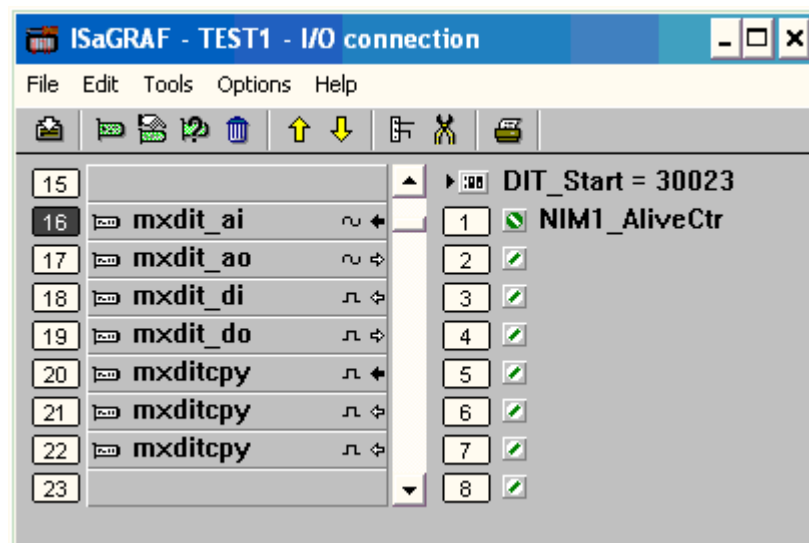 ISaGRAF - TEST1 - I/O connection
File Edit Tools Options Help
15
16 mxdit_ai
17 mxdit_ao
18 mxdit_di
19 mxdit_do
20 mxditcpy
21 mxditcpy
22 mxditcpy
23
DIT_Start = 30023
1 NIM1_AliveCtr
2
3
4
5
6
7
8